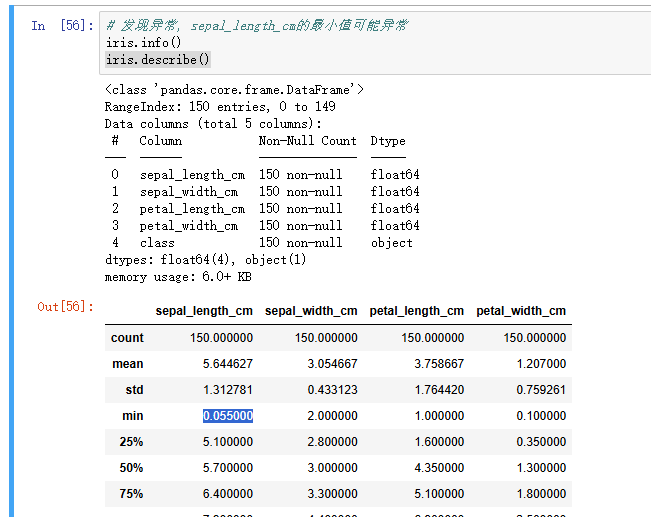 In [56]: # 发现异常, sepal_length_cm的最小值可能异常
iris.info()
iris.describe()
<class 'pandas.core.frame.DataFrame'>
RangeIndex: 150 entries, 0 to 149
Data columns (total 5 columns):
# Column Non-Null Count Dtype
0 sepal_length_cm 150 non-null float64
1 sepal_width_cm 150 non-null float64
2 petal_length_cm 150 non-null float64
3 petal_width_cm 150 non-null float64
4 class 150 non-null object
dtypes: float64(4), object(1)
memory usage: 6.0+ KB
Out[56]:
sepal_length_cm sepal_width_cm petal_length_cm petal_width_cm
count 150.000000 150.000000 150.000000 150.000000
mean 5.644627 3.054667 3.758667 1.207000
std 1.312781 0.433123 1.764420 0.759261
min 0.055000 2.000000 1.000000 0.100000
25% 5.100000 2.800000 1.600000 0.350000
50% 5.700000 3.000000 4.350000 1.300000
75% 6.400000 3.300000 5.100000 1.800000